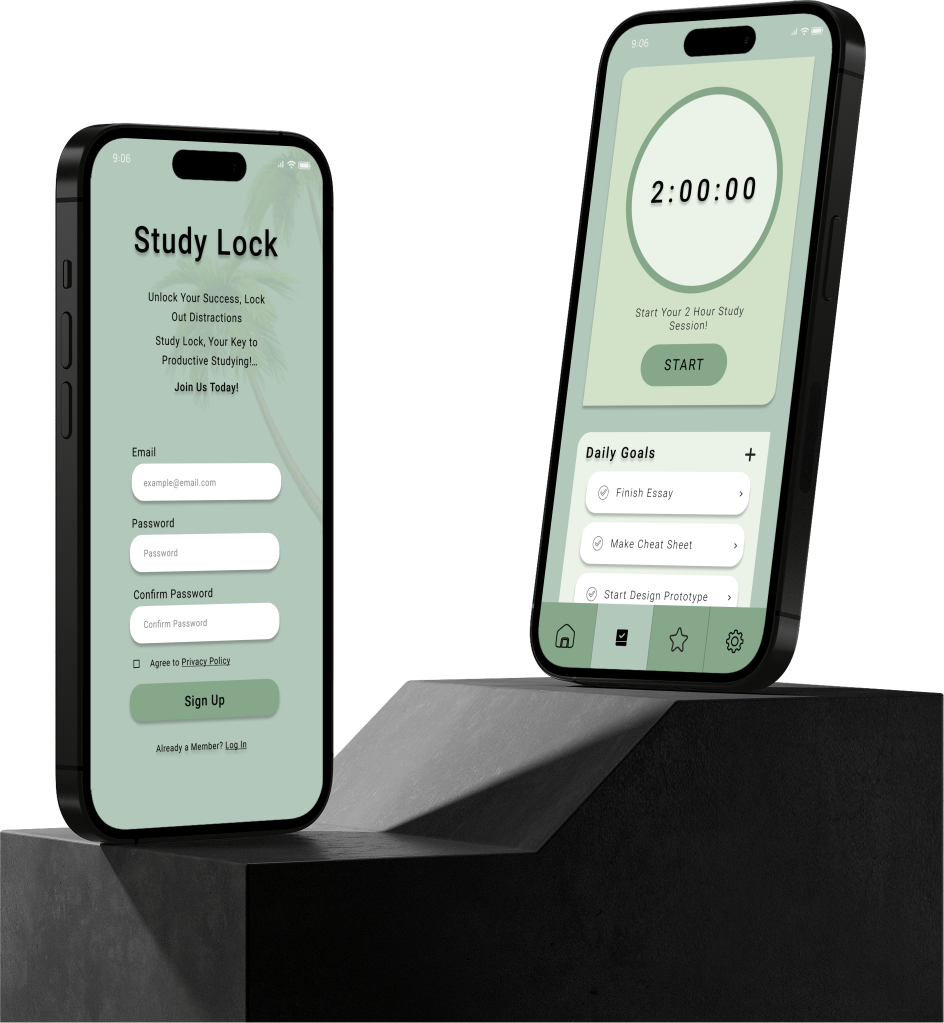 9:06
Study Lock
Unlock Your Success, Lock
Out Distractions
Study Lock, Your Key to
Productive Studying!...
Join Us Today!
Email
example@email.com
Password
Password
Confirm Password
Confirm Password
Agree to Privacy Policy
Sign Up
Already a Member? Log In
9:06
2:00:00
Start Your 2 Hour Study
Session!
START
Daily Goals +
Finish Essay ›
Make Cheat Sheet ›
Start Design Prototype ›